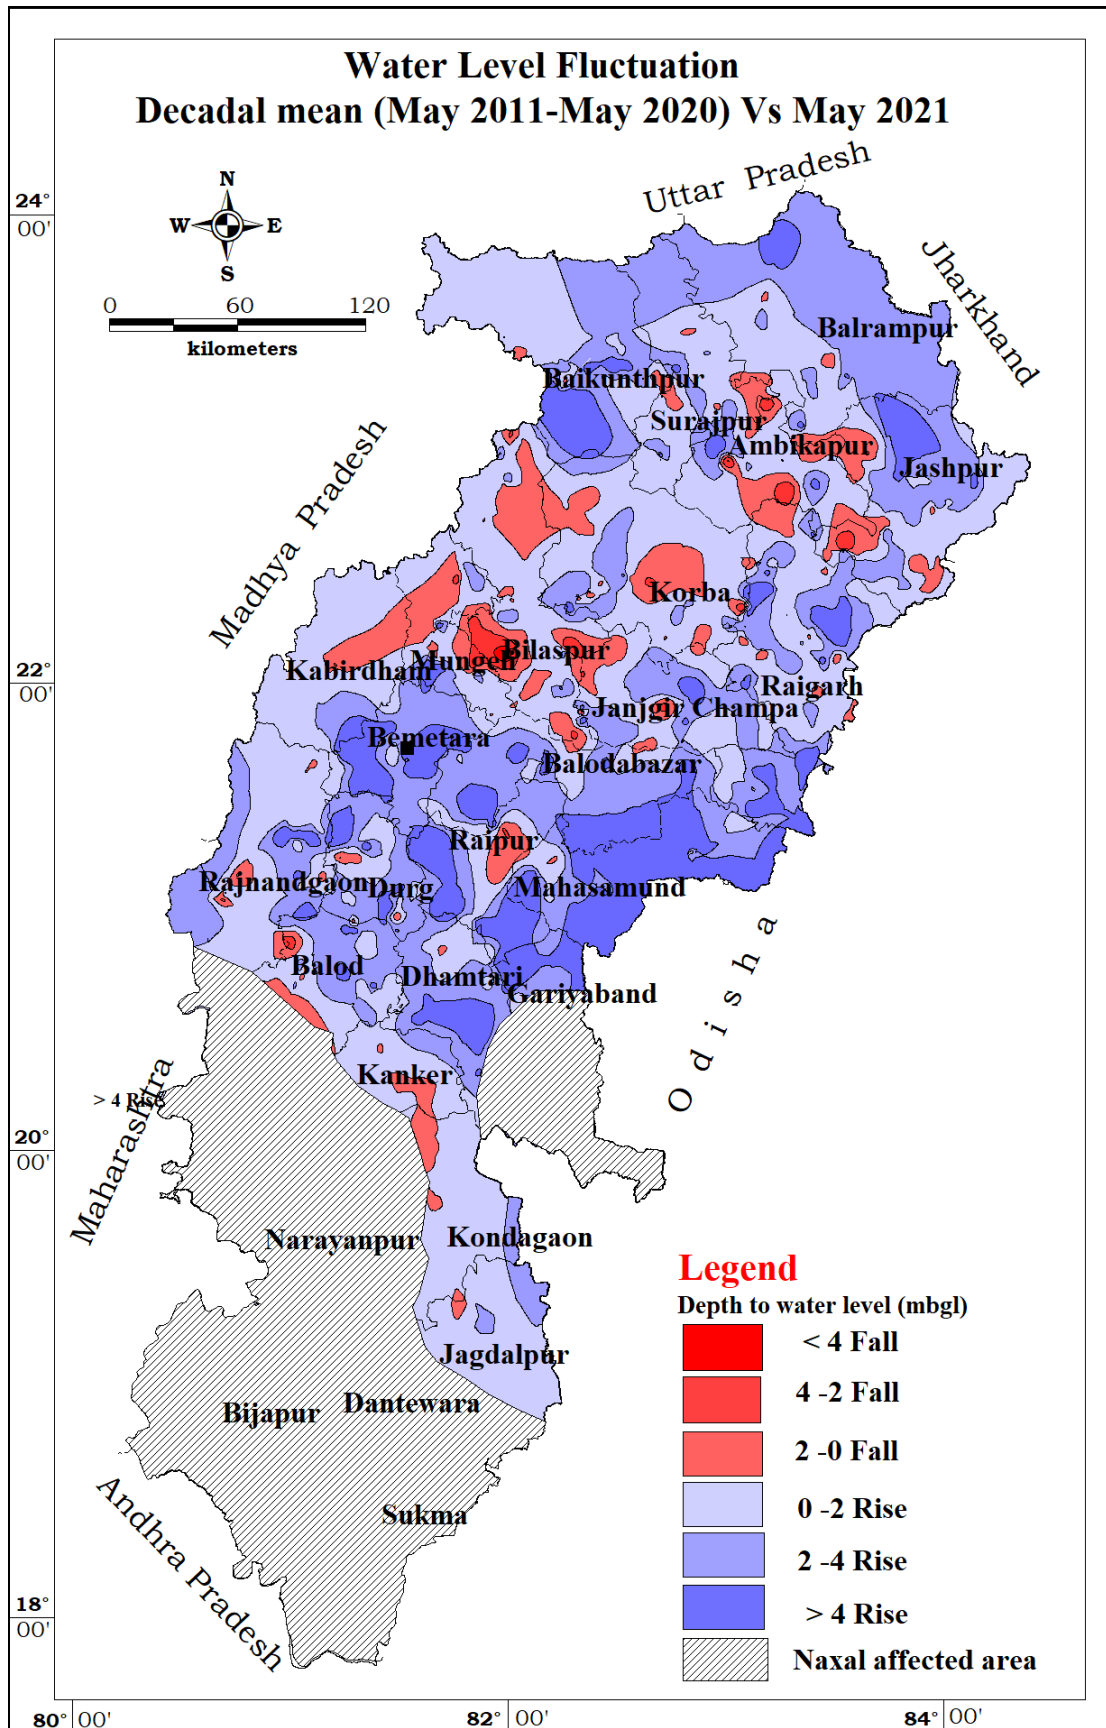 Water Level Fluctuation
Decadal mean (May 2011-May 2020) Vs May 2021
Uttar Pradesh
N
W E
S
24°
00'
Jharkhand
0 60 120
kilometers
Balrampur
Baikunthpur
Surajpur
Ambikapur
Jashpur
Madhya Pradesh
Korba
Bilaspur
Mungeli
Kabirdham
22°
00'
Raigarh
Janjgir Champa
Bemetara
Balodabazar
Raipur
Rajnandgaon
Durg
Mahasamund
Odisha
Balod
Dhamtari
Gariyaband
Kanker
> 4 Rise
Maharashtra
20°
00'
Narayanpur
Kondagaon
Legend
Depth to water level (mbgl)
< 4 Fall
4 -2 Fall
2 -0 Fall
0 -2 Rise
2 -4 Rise
> 4 Rise
Naxal affected area
Jagdalpur
Dantewara
Bijapur
Sukma
Andhra Pradesh
18°
00'
80° 00'
82° 00'
84° 00'